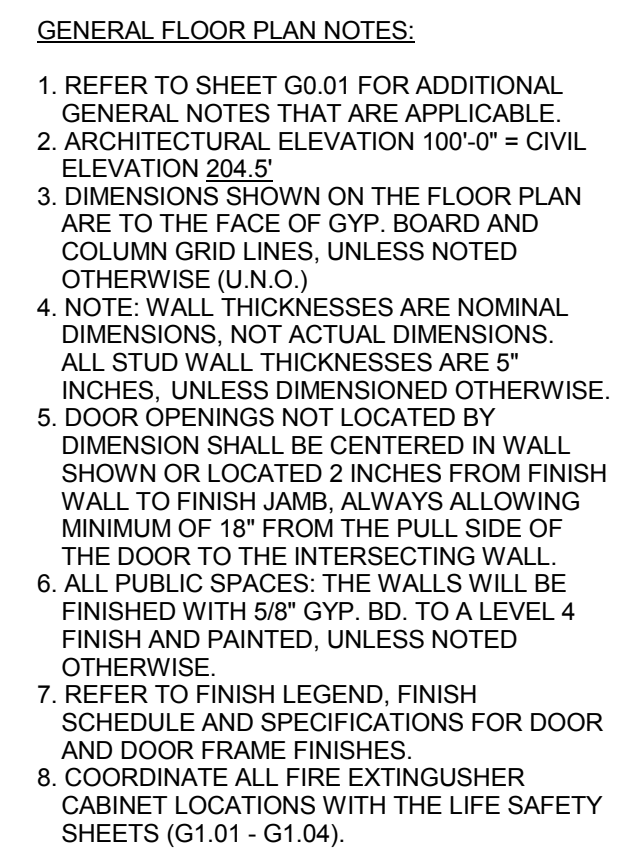 GENERAL FLOOR PLAN NOTES:
1. REFER TO SHEET G0.01 FOR ADDITIONAL
GENERAL NOTES THAT ARE APPLICABLE.
2. ARCHITECTURAL ELEVATION 100'-0" = CIVIL
ELEVATION 204.5'
3. DIMENSIONS SHOWN ON THE FLOOR PLAN
ARE TO THE FACE OF GYP. BOARD AND
COLUMN GRID LINES, UNLESS NOTED
OTHERWISE (U.N.O.)
4. NOTE: WALL THICKNESSES ARE NOMINAL
DIMENSIONS, NOT ACTUAL DIMENSIONS.
ALL STUD WALL THICKNESSES ARE 5"
INCHES, UNLESS DIMENSIONED OTHERWISE.
5. DOOR OPENINGS NOT LOCATED BY
DIMENSION SHALL BE CENTERED IN WALL
SHOWN OR LOCATED 2 INCHES FROM FINISH
WALL TO FINISH JAMB, ALWAYS ALLOWING
MINIMUM OF 18" FROM THE PULL SIDE OF
THE DOOR TO THE INTERSECTING WALL.
6. ALL PUBLIC SPACES: THE WALLS WILL BE
FINISHED WITH 5/8" GYP. BD. TO A LEVEL 4
FINISH AND PAINTED, UNLESS NOTED
OTHERWISE.
7. REFER TO FINISH LEGEND, FINISH
SCHEDULE AND SPECIFICATIONS FOR DOOR
AND DOOR FRAME FINISHES.
8. COORDINATE ALL FIRE EXTINGUSHER
CABINET LOCATIONS WITH THE LIFE SAFETY
SHEETS (G1.01 - G1.04).